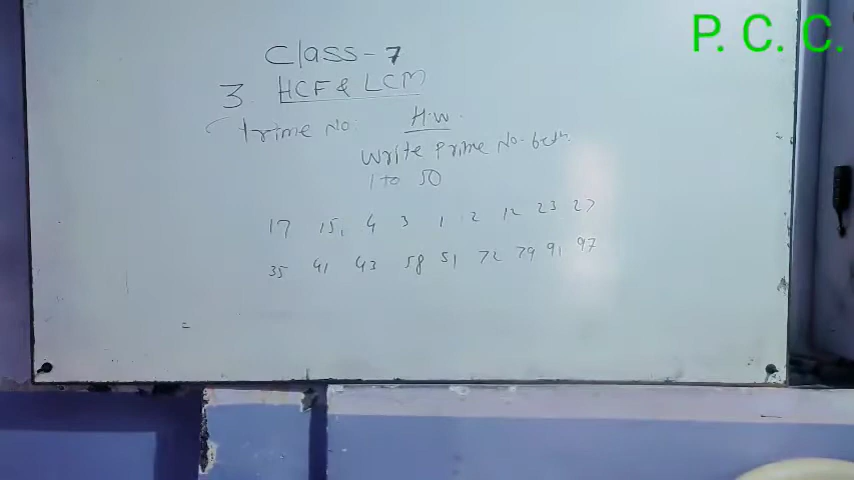 P. C. C.
Class-7
3. HCF & LCM
Prime No. H.W.
Write Prime No. betn.
1 to 50
17 15, 4 3 1 2 12 23 27
35 41 43 58 51 72 79 91 97